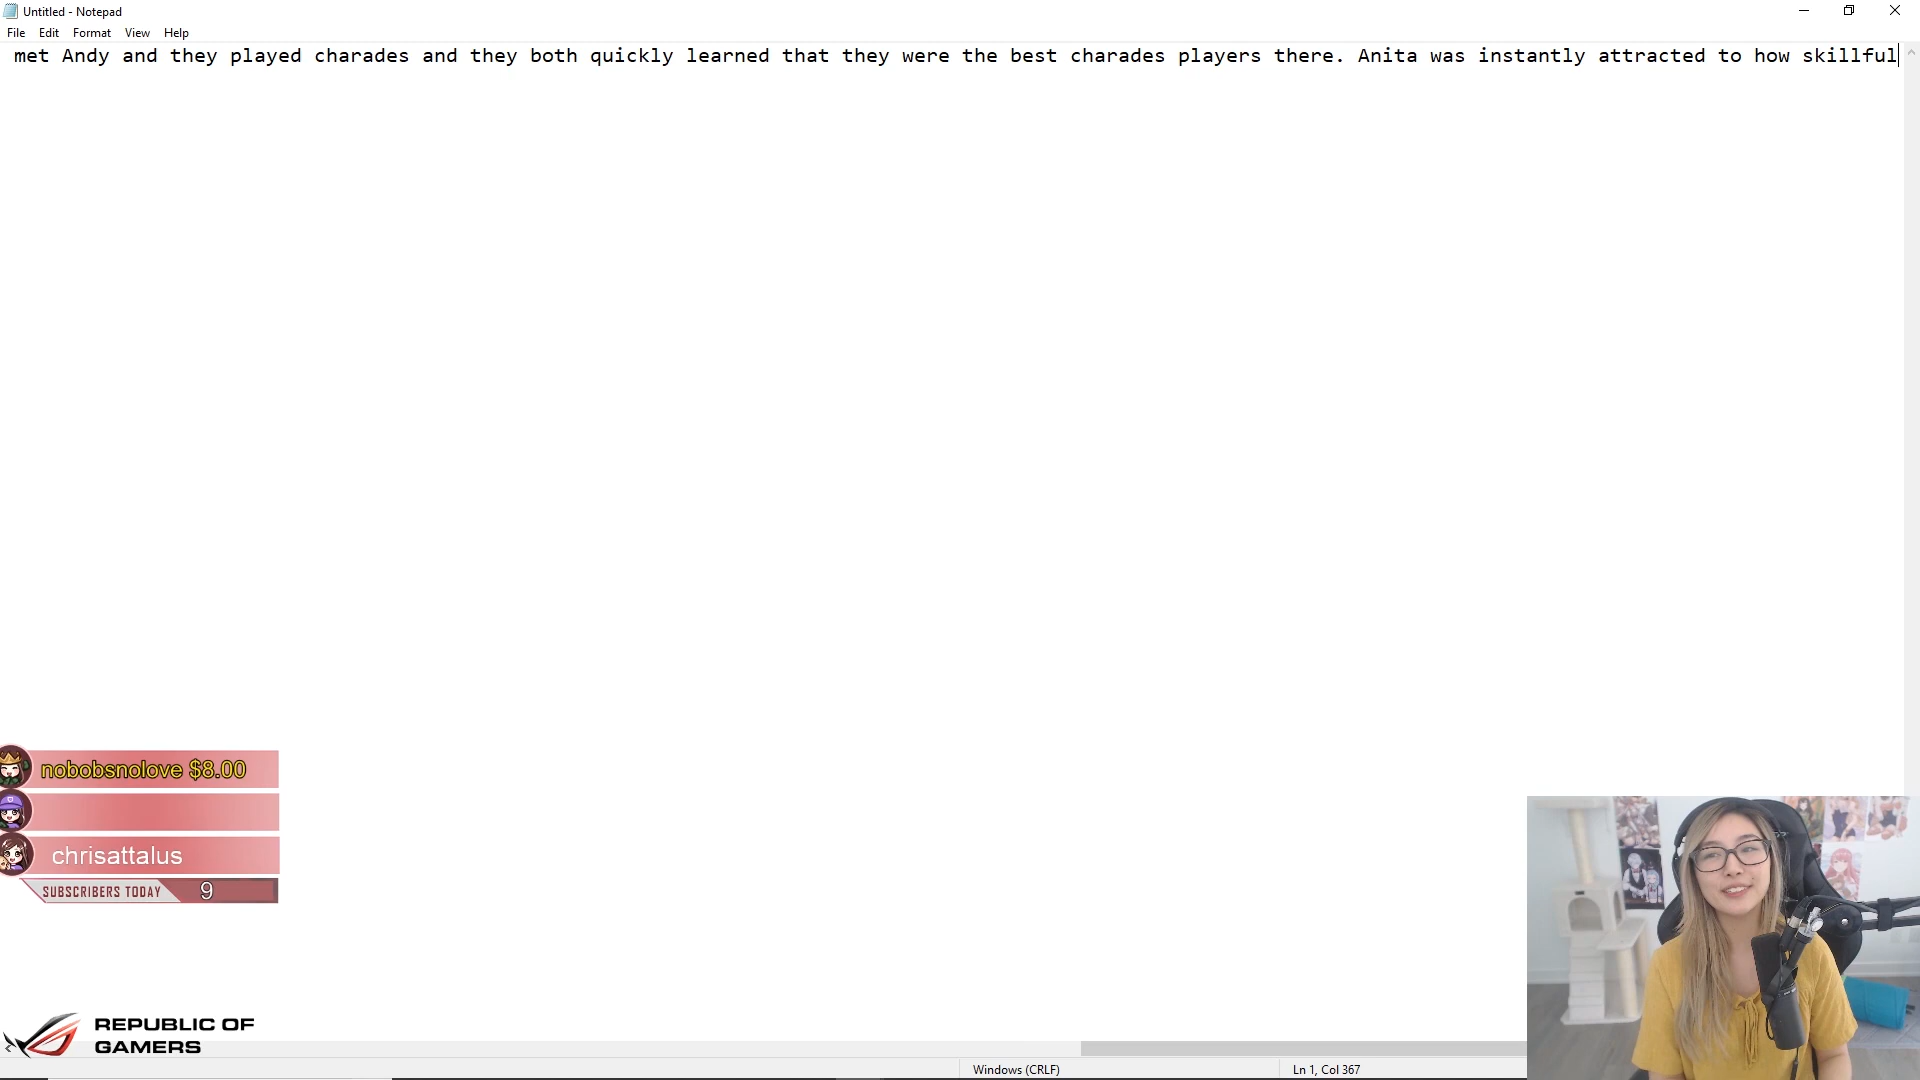 Untitled - Notepad
File Edit Format View Help
met Andy and they played charades and they both quickly learned that they were the best charades players there. Anita was instantly attracted to how skillful
nobobsnolove $8.00
chrisattalus
SUBSCRIBERS TODAY 9
REPUBLIC OF
GAMERS
Windows (CRLF) Ln 1, Col 367